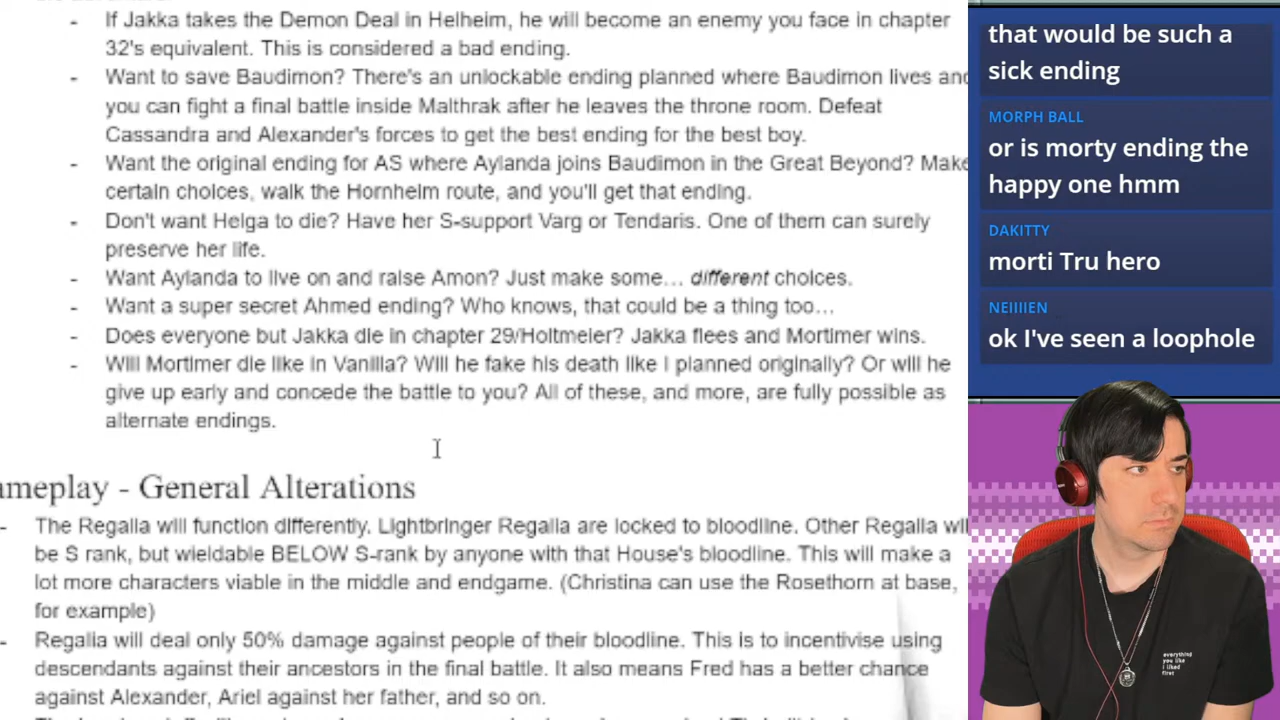 - If Jakka takes the Demon Deal in Helheim, he will become an enemy you face in chapter
32's equivalent. This is considered a bad ending.
- Want to save Baudimon? There's an unlockable ending planned where Baudimon lives and
you can fight a final battle inside Malthrak after he leaves the throne room. Defeat
Cassandra and Alexander's forces to get the best ending for the best boy.
- Want the original ending for AS where Aylanda joins Baudimon in the Great Beyond? Make
certain choices, walk the Hornhelm route, and you'll get that ending.
- Don't want Helga to die? Have her S-support Varg or Tendaris. One of them can surely
preserve her life.
- Want Aylanda to live on and raise Amon? Just make some... different choices.
- Want a super secret Ahmed ending? Who knows, that could be a thing too...
- Does everyone but Jakka die in chapter 29/Holtmeier? Jakka flees and Mortimer wins.
- Will Mortimer die like in Vanilla? Will he fake his death like I planned originally? Or will he
give up early and concede the battle to you? All of these, and more, are fully possible as
alternate endings.
ameplay - General Alterations
- The Regalia will function differently. Lightbringer Regalia are locked to bloodline. Other Regalia will
be S rank, but wieldable BELOW S-rank by anyone with that House's bloodline. This will make a
lot more characters viable in the middle and endgame. (Christina can use the Rosethorn at base,
for example)
- Regalia will deal only 50% damage against people of their bloodline. This is to incentivise using
descendants against their ancestors in the final battle. It also means Fred has a better chance
against Alexander, Ariel against her father, and so on.
that would be such a
sick ending
MORPH BALL
or is morty ending the
happy one hmm
DAKITTY
morti Tru hero
NEIIIIEN
ok I've seen a loophole
everything
you like
i liked
first